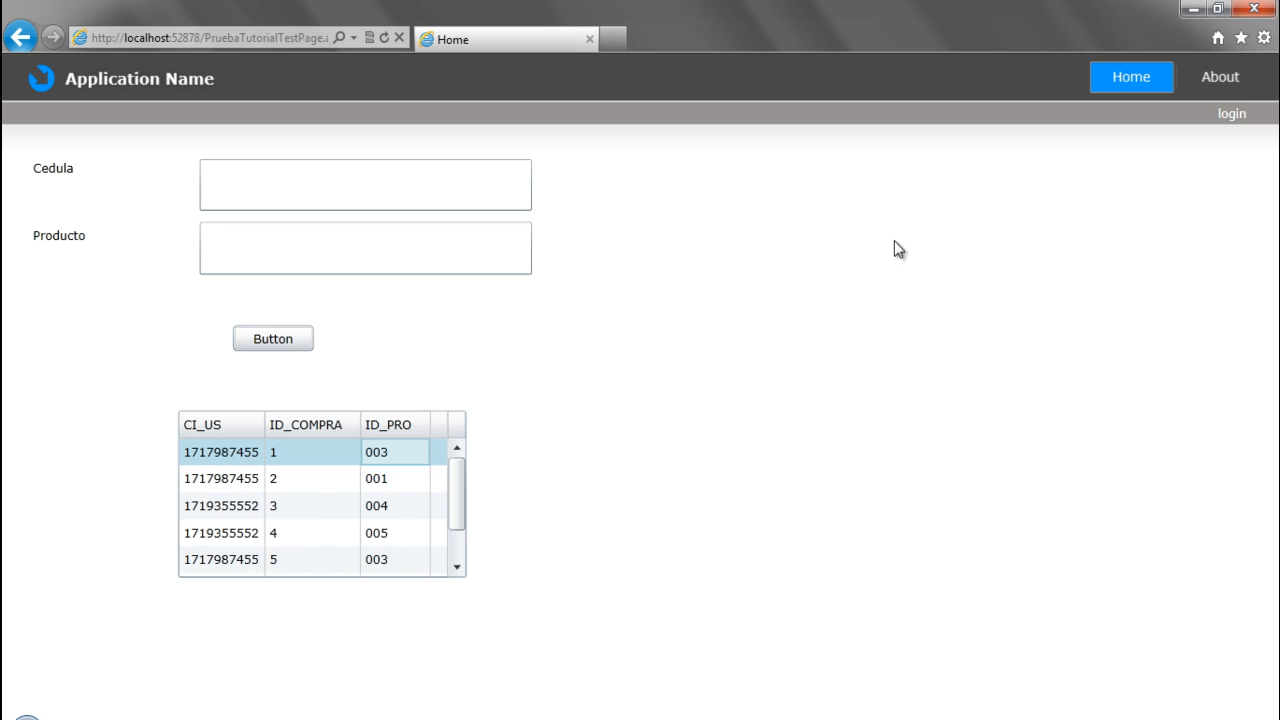 http://localhost:52878/PruebaTutorialTestPage.a
Home
Application Name
Home
About
login
Cedula
Producto
Button
CI_US ID_COMPRA ID_PRO
1717987455 1 003
1717987455 2 001
1719355552 3 004
1719355552 4 005
1717987455 5 003